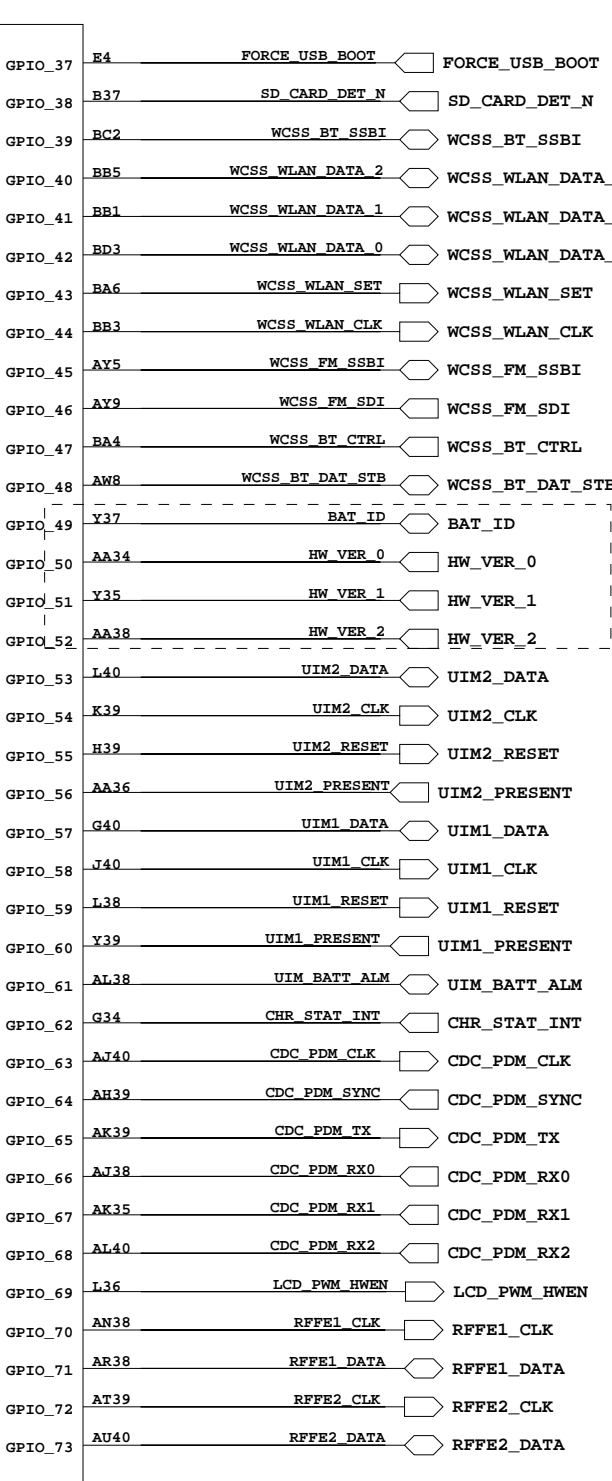 GPIO_37 E4 FORCE_USB_BOOT FORCE_USB_BOOT
GPIO_38 B37 SD_CARD_DET_N SD_CARD_DET_N
GPIO_39 BC2 WCSS_BT_SSBI WCSS_BT_SSBI
GPIO_40 BB5 WCSS_WLAN_DATA_2 WCSS_WLAN_DATA_
GPIO_41 BB1 WCSS_WLAN_DATA_1 WCSS_WLAN_DATA_
GPIO_42 BD3 WCSS_WLAN_DATA_0 WCSS_WLAN_DATA_
GPIO_43 BA6 WCSS_WLAN_SET WCSS_WLAN_SET
GPIO_44 BB3 WCSS_WLAN_CLK WCSS_WLAN_CLK
GPIO_45 AY5 WCSS_FM_SSBI WCSS_FM_SSBI
GPIO_46 AY9 WCSS_FM_SDI WCSS_FM_SDI
GPIO_47 BA4 WCSS_BT_CTRL WCSS_BT_CTRL
GPIO_48 AW8 WCSS_BT_DAT_STB WCSS_BT_DAT_STB
GPIO_49 Y37 BAT_ID BAT_ID
GPIO_50 AA34 HW_VER_0 HW_VER_0
GPIO_51 Y35 HW_VER_1 HW_VER_1
GPIO_52 AA38 HW_VER_2 HW_VER_2
GPIO_53 L40 UIM2_DATA UIM2_DATA
GPIO_54 K39 UIM2_CLK UIM2_CLK
GPIO_55 H39 UIM2_RESET UIM2_RESET
GPIO_56 AA36 UIM2_PRESENT UIM2_PRESENT
GPIO_57 G40 UIM1_DATA UIM1_DATA
GPIO_58 J40 UIM1_CLK UIM1_CLK
GPIO_59 L38 UIM1_RESET UIM1_RESET
GPIO_60 Y39 UIM1_PRESENT UIM1_PRESENT
GPIO_61 AL38 UIM_BATT_ALM UIM_BATT_ALM
GPIO_62 G34 CHR_STAT_INT CHR_STAT_INT
GPIO_63 AJ40 CDC_PDM_CLK CDC_PDM_CLK
GPIO_64 AH39 CDC_PDM_SYNC CDC_PDM_SYNC
GPIO_65 AK39 CDC_PDM_TX CDC_PDM_TX
GPIO_66 AJ38 CDC_PDM_RX0 CDC_PDM_RX0
GPIO_67 AK35 CDC_PDM_RX1 CDC_PDM_RX1
GPIO_68 AL40 CDC_PDM_RX2 CDC_PDM_RX2
GPIO_69 L36 LCD_PWM_HWEN LCD_PWM_HWEN
GPIO_70 AN38 RFFE1_CLK RFFE1_CLK
GPIO_71 AR38 RFFE1_DATA RFFE1_DATA
GPIO_72 AT39 RFFE2_CLK RFFE2_CLK
GPIO_73 AU40 RFFE2_DATA RFFE2_DATA